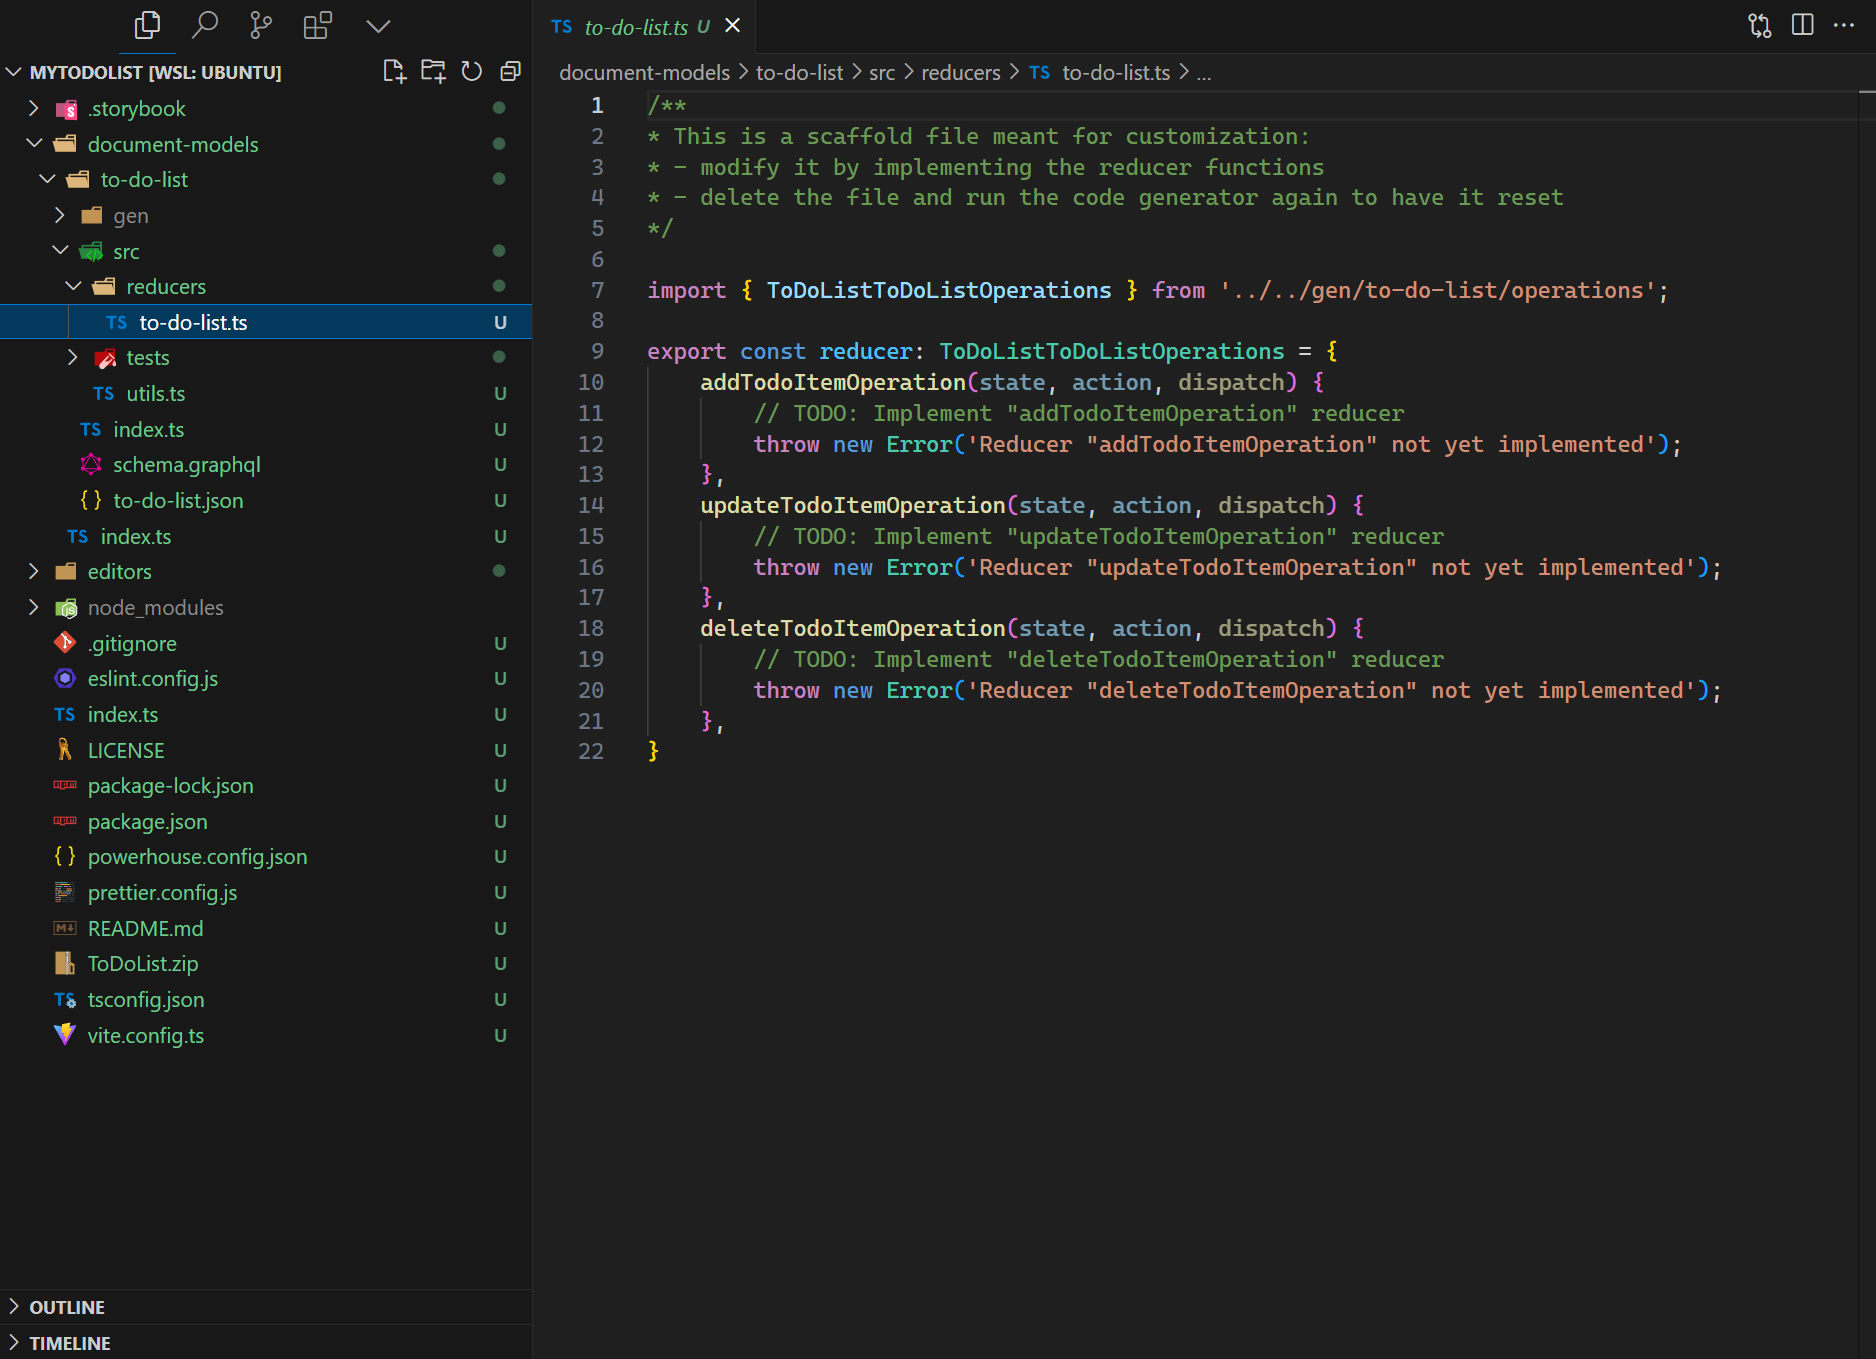 MYTODOLIST [WSL: UBUNTU]
.storybook
document-models
to-do-list
gen
src
reducers
TS to-do-list.ts U
tests
TS utils.ts U
TS index.ts U
schema.graphql U
{} to-do-list.json U
TS index.ts U
editors
node_modules
.gitignore U
eslint.config.js U
TS index.ts U
LICENSE U
package-lock.json U
package.json U
{} powerhouse.config.json U
prettier.config.js U
README.md U
ToDoList.zip U
TS tsconfig.json U
vite.config.ts U
OUTLINE
TIMELINE
TS to-do-list.ts U
document-models > to-do-list > src > reducers > TS to-do-list.ts > ...
1 /**
2 * This is a scaffold file meant for customization:
3 * - modify it by implementing the reducer functions
4 * - delete the file and run the code generator again to have it reset
5 */
6
7 import { ToDoListToDoListOperations } from '../../gen/to-do-list/operations';
8
9 export const reducer: ToDoListToDoListOperations = {
10 addTodoItemOperation(state, action, dispatch) {
11 // TODO: Implement "addTodoItemOperation" reducer
12 throw new Error('Reducer "addTodoItemOperation" not yet implemented');
13 },
14 updateTodoItemOperation(state, action, dispatch) {
15 // TODO: Implement "updateTodoItemOperation" reducer
16 throw new Error('Reducer "updateTodoItemOperation" not yet implemented');
17 },
18 deleteTodoItemOperation(state, action, dispatch) {
19 // TODO: Implement "deleteTodoItemOperation" reducer
20 throw new Error('Reducer "deleteTodoItemOperation" not yet implemented');
21 },
22 }